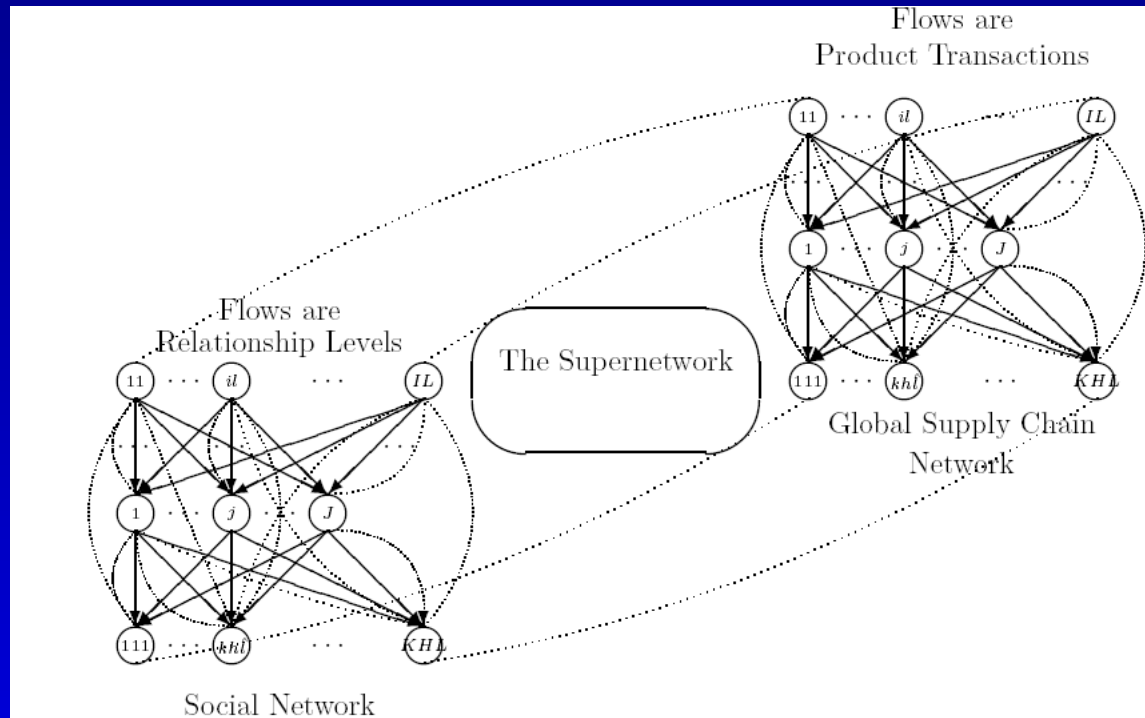 Flows are
Product Transactions
11 · · · il · · · IL
· · · · · ·
1 · · · j · · · J
111 · · · khl̂ · · · KHL
Global Supply Chain
Network
The Supernetwork
Flows are
Relationship Levels
11 · · · il · · · IL
· · · · · ·
1 · · · j · · · J
111 · · · khl̂ · · · KHL
Social Network